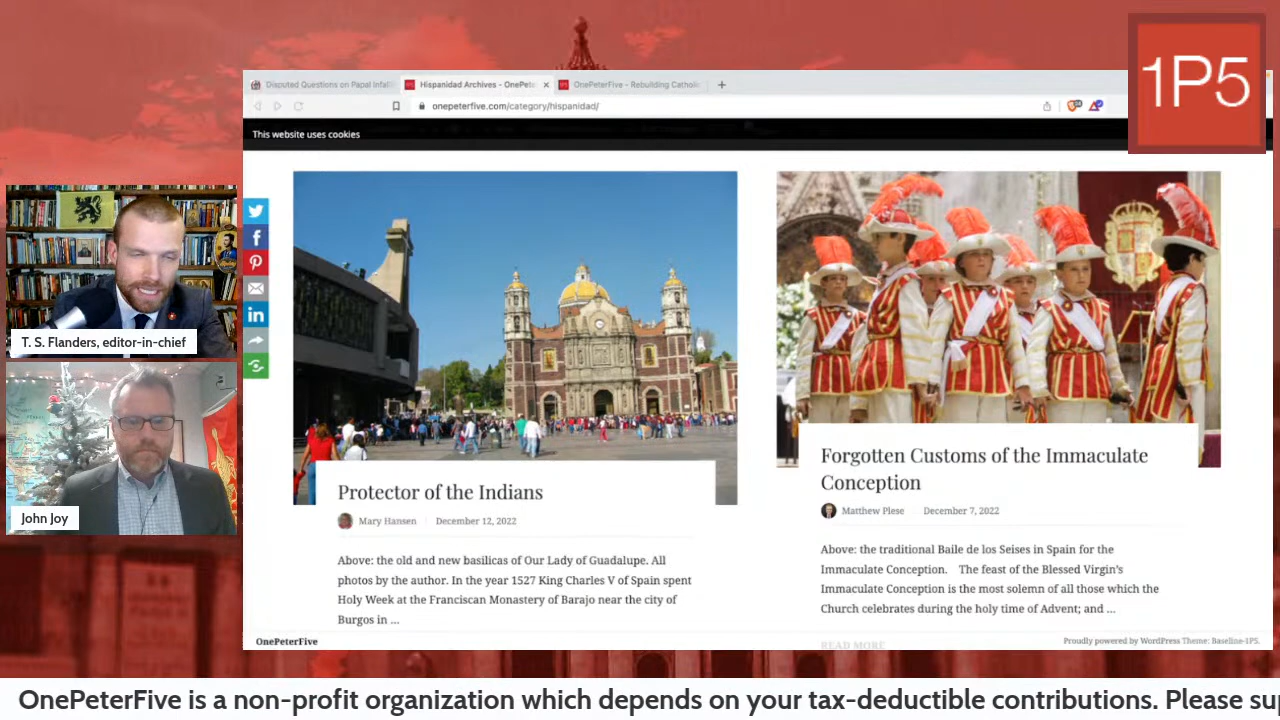 1P5
Disputed Questions on Papal Infalli
Hispanidad Archives - OnePete
OnePeterFive - Rebuilding Catholic
onepeterfive.com/category/hispanidad/
This website uses cookies
T. S. Flanders, editor-in-chief
John Joy
Protector of the Indians
Mary Hansen
December 12, 2022
Above: the old and new basilicas of Our Lady of Guadalupe. All
photos by the author. In the year 1527 King Charles V of Spain spent
Holy Week at the Franciscan Monastery of Barajo near the city of
Burgos in ...
Forgotten Customs of the Immaculate
Conception
Matthew Plese
December 7, 2022
Above: the traditional Baile de los Seises in Spain for the
Immaculate Conception. The feast of the Blessed Virgin's
Immaculate Conception is the most solemn of all those which the
Church celebrates during the holy time of Advent; and ...
READ MORE
OnePeterFive
Proudly powered by WordPress Theme: Baseline-1P5.
OnePeterFive is a non-profit organization which depends on your tax-deductible contributions. Please sup